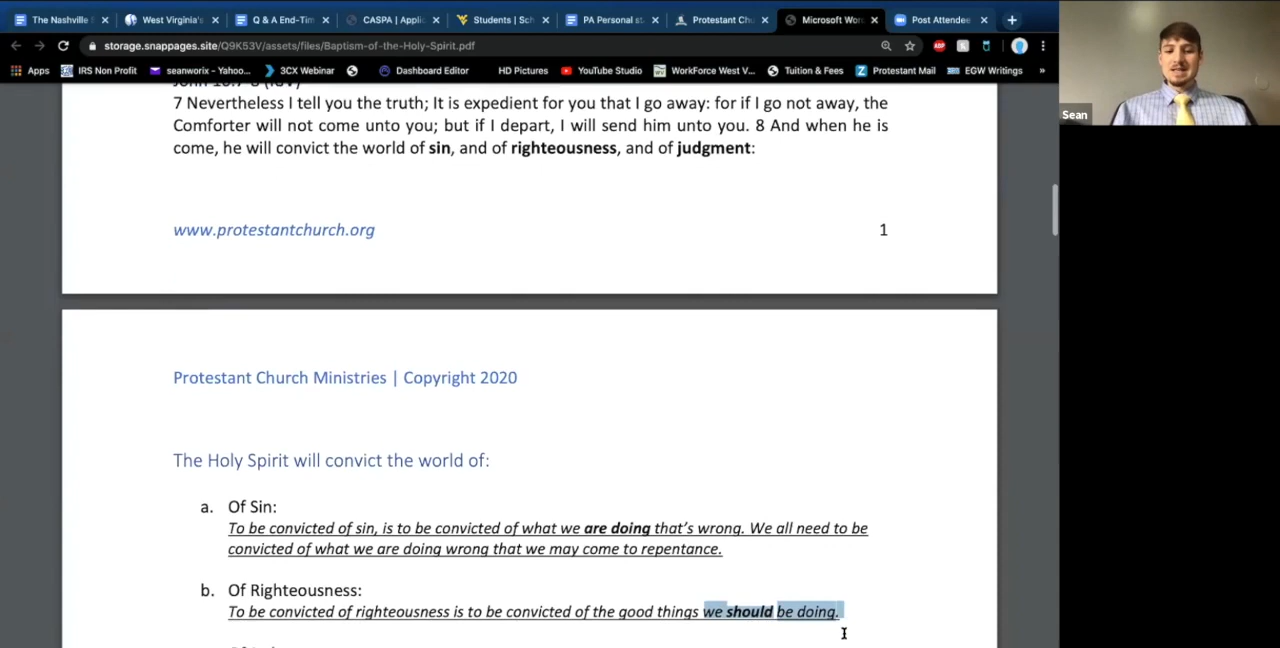 The Nashville
West Virginia's
Q & A End-Tim
CASPA | Applic
Students | Sch
PA Personal st
Protestant Chu
Microsoft Wor
Post Attendee
storage.snappages.site/Q9K53V/assets/files/Baptism-of-the-Holy-Spirit.pdf
Apps
IRS Non Profit
seanworix – Yahoo...
3CX Webinar
Dashboard Editor
HD Pictures
YouTube Studio
WorkForce West V...
Tuition & Fees
Protestant Mail
EGW Writings
»
Sean
7 Nevertheless I tell you the truth; It is expedient for you that I go away: for if I go not away, the
Comforter will not come unto you; but if I depart, I will send him unto you. 8 And when he is
come, he will convict the world of sin, and of righteousness, and of judgment:
www.protestantchurch.org 1
Protestant Church Ministries | Copyright 2020
The Holy Spirit will convict the world of:
a. Of Sin:
To be convicted of sin, is to be convicted of what we are doing that's wrong. We all need to be
convicted of what we are doing wrong that we may come to repentance.
b. Of Righteousness:
To be convicted of righteousness is to be convicted of the good things we should be doing.